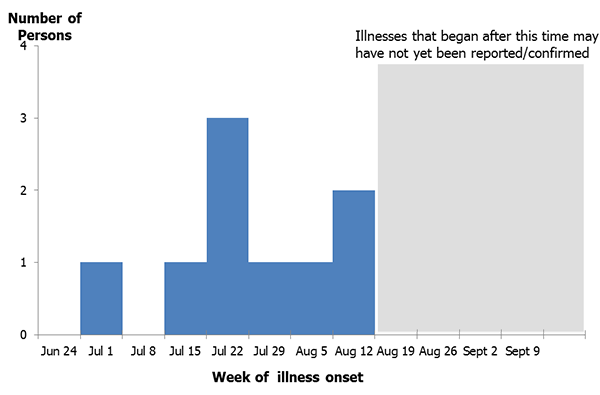 Number of
Persons
Illnesses that began after this time may
have not yet been reported/confirmed
4
3
2
1
0
Jun 24 Jul 1 Jul 8 Jul 15 Jul 22 Jul 29 Aug 5 Aug 12 Aug 19 Aug 26 Sept 2 Sept 9
Week of illness onset